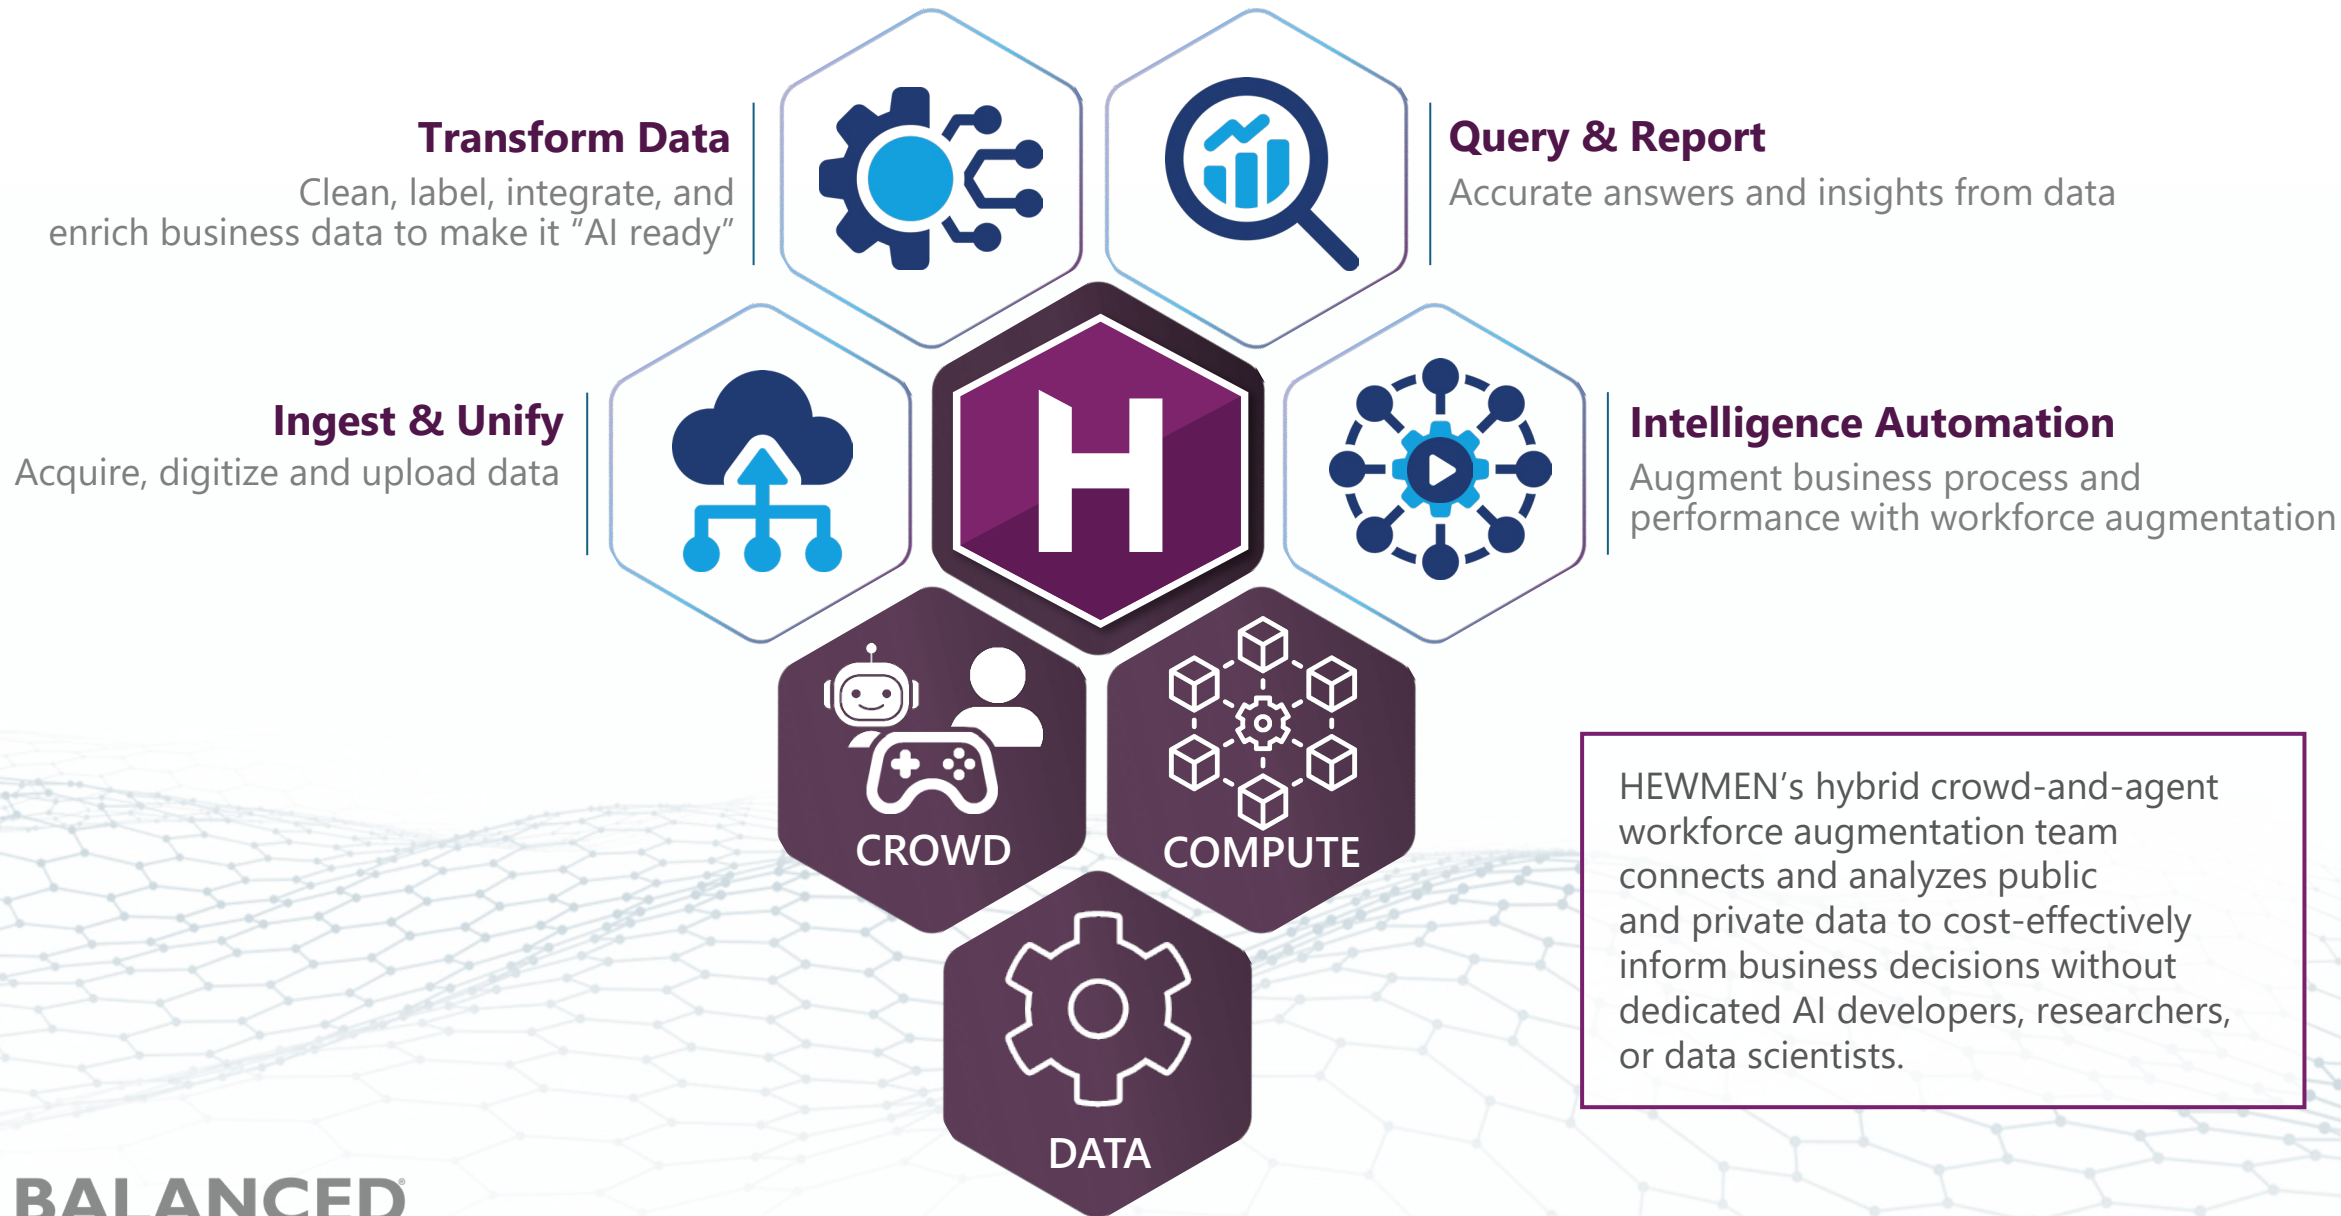 Transform Data
Clean, label, integrate, and
enrich business data to make it “AI ready”
Query & Report
Accurate answers and insights from data
Ingest & Unify
Acquire, digitize and upload data
H
Intelligence Automation
Augment business process and
performance with workforce augmentation
CROWD
COMPUTE
DATA
HEWMEN’s hybrid crowd-and-agent
workforce augmentation team
connects and analyzes public
and private data to cost-effectively
inform business decisions without
dedicated AI developers, researchers,
or data scientists.
BALANCED®